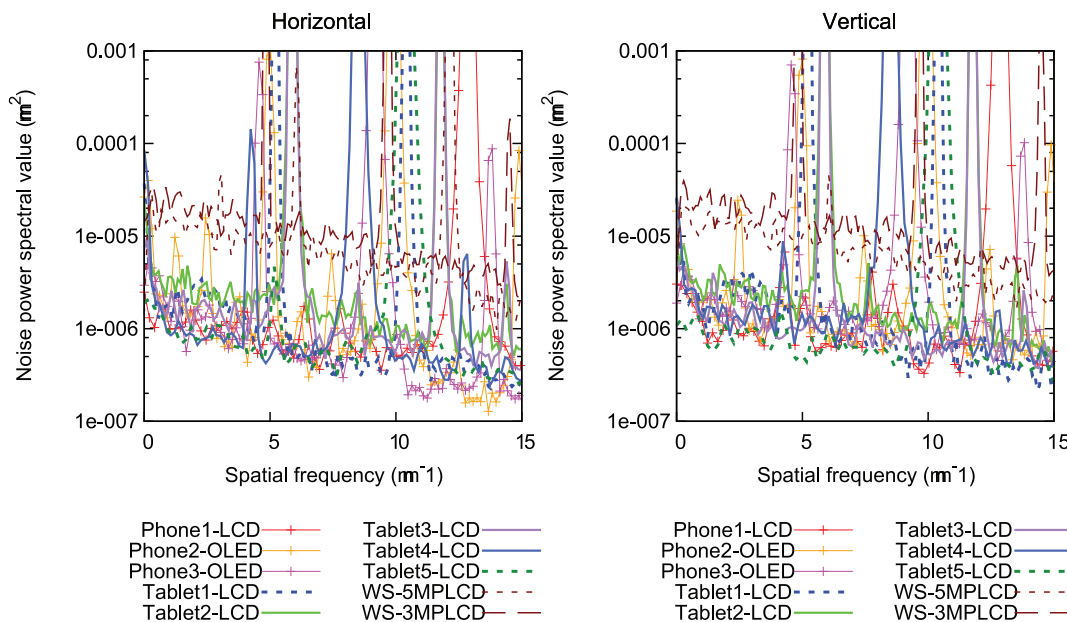 Horizontal
0.001
0.0001
1e-005
1e-006
1e-007
Noise power spectral value (m²)
0 5 10 15
Spatial frequency (mm-1)
Phone1-LCD
Phone2-OLED
Phone3-OLED
Tablet1-LCD
Tablet2-LCD
Tablet3-LCD
Tablet4-LCD
Tablet5-LCD
WS-5MPLCD
WS-3MPLCD
Vertical
0.001
0.0001
1e-005
1e-006
1e-007
Noise power spectral value (m²)
0 5 10 15
Spatial frequency (mm-1)
Phone1-LCD
Phone2-OLED
Phone3-OLED
Tablet1-LCD
Tablet2-LCD
Tablet3-LCD
Tablet4-LCD
Tablet5-LCD
WS-5MPLCD
WS-3MPLCD